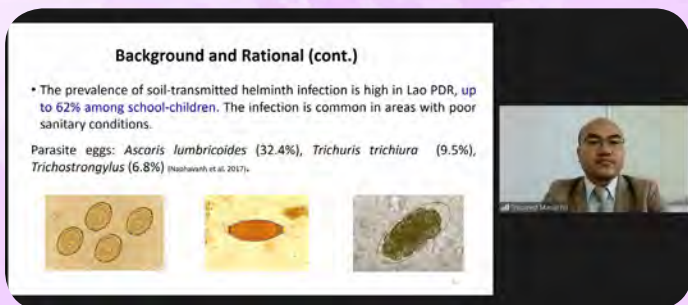 Background and Rational (cont.)
• The prevalence of soil-transmitted helminth infection is high in Lao PDR, up
to 62% among school-children. The infection is common in areas with poor
sanitary conditions.
Parasite eggs: Ascaris lumbricoides (32.4%), Trichuris trichiura (9.5%),
Trichostrongylus (6.8%) et al. 2017).